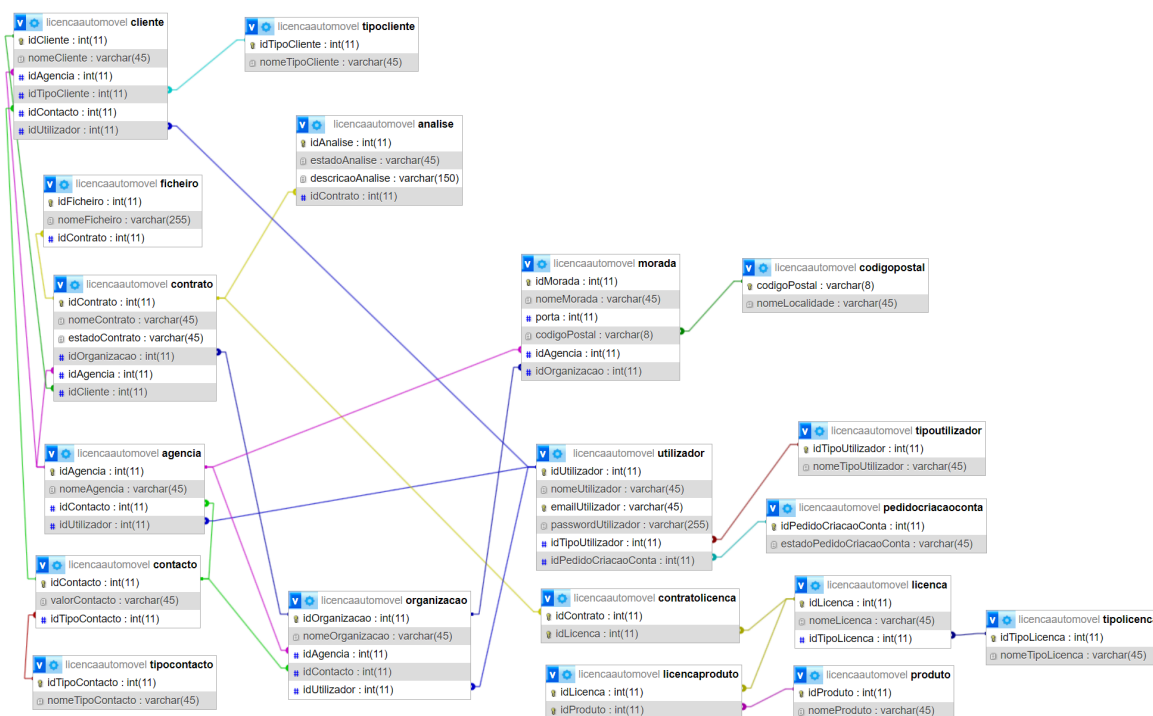 licencaautomovel cliente
idCliente : int(11)
nomeCliente : varchar(45)
idAgencia : int(11)
idTipoCliente : int(11)
idContacto : int(11)
idUtilizador : int(11)
licencaautomovel tipocliente
idTipoCliente : int(11)
nomeTipoCliente : varchar(45)
licencaautomovel analise
idAnalise : int(11)
estadoAnalise : varchar(45)
descricaoAnalise : varchar(150)
idContrato : int(11)
licencaautomovel ficheiro
idFicheiro : int(11)
nomeFicheiro : varchar(255)
idContrato : int(11)
licencaautomovel contrato
idContrato : int(11)
nomeContrato : varchar(45)
estadoContrato : varchar(45)
idOrganizacao : int(11)
idAgencia : int(11)
idCliente : int(11)
licencaautomovel morada
idMorada : int(11)
nomeMorada : varchar(45)
porta : int(11)
codigoPostal : varchar(8)
idAgencia : int(11)
idOrganizacao : int(11)
licencaautomovel codigopostal
codigoPostal : varchar(8)
nomeLocalidade : varchar(45)
licencaautomovel agencia
idAgencia : int(11)
nomeAgencia : varchar(45)
idContacto : int(11)
idUtilizador : int(11)
licencaautomovel utilizador
idUtilizador : int(11)
nomeUtilizador : varchar(45)
emailUtilizador : varchar(45)
passwordUtilizador : varchar(255)
idTipoUtilizador : int(11)
idPedidoCriacaoConta : int(11)
licencaautomovel tipoutilizador
idTipoUtilizador : int(11)
nomeTipoUtilizador : varchar(45)
licencaautomovel pedidocriacaoconta
idPedidoCriacaoConta : int(11)
estadoPedidoCriacaoConta : varchar(45)
licencaautomovel contacto
idContacto : int(11)
valorContacto : varchar(45)
idTipoContacto : int(11)
licencaautomovel tipocontacto
idTipoContacto : int(11)
nomeTipoContacto : varchar(45)
licencaautomovel organizacao
idOrganizacao : int(11)
nomeOrganizacao : varchar(45)
idAgencia : int(11)
idContacto : int(11)
idUtilizador : int(11)
licencaautomovel contratolicenca
idContrato : int(11)
idLicenca : int(11)
licencaautomovel licenca
idLicenca : int(11)
nomeLicenca : varchar(45)
idTipoLicenca : int(11)
licencaautomovel tipolicenca
idTipoLicenca : int(11)
nomeTipoLicenca : varchar(45)
licencaautomovel licencaproduto
idLicenca : int(11)
idProduto : int(11)
licencaautomovel produto
idProduto : int(11)
nomeProduto : varchar(45)